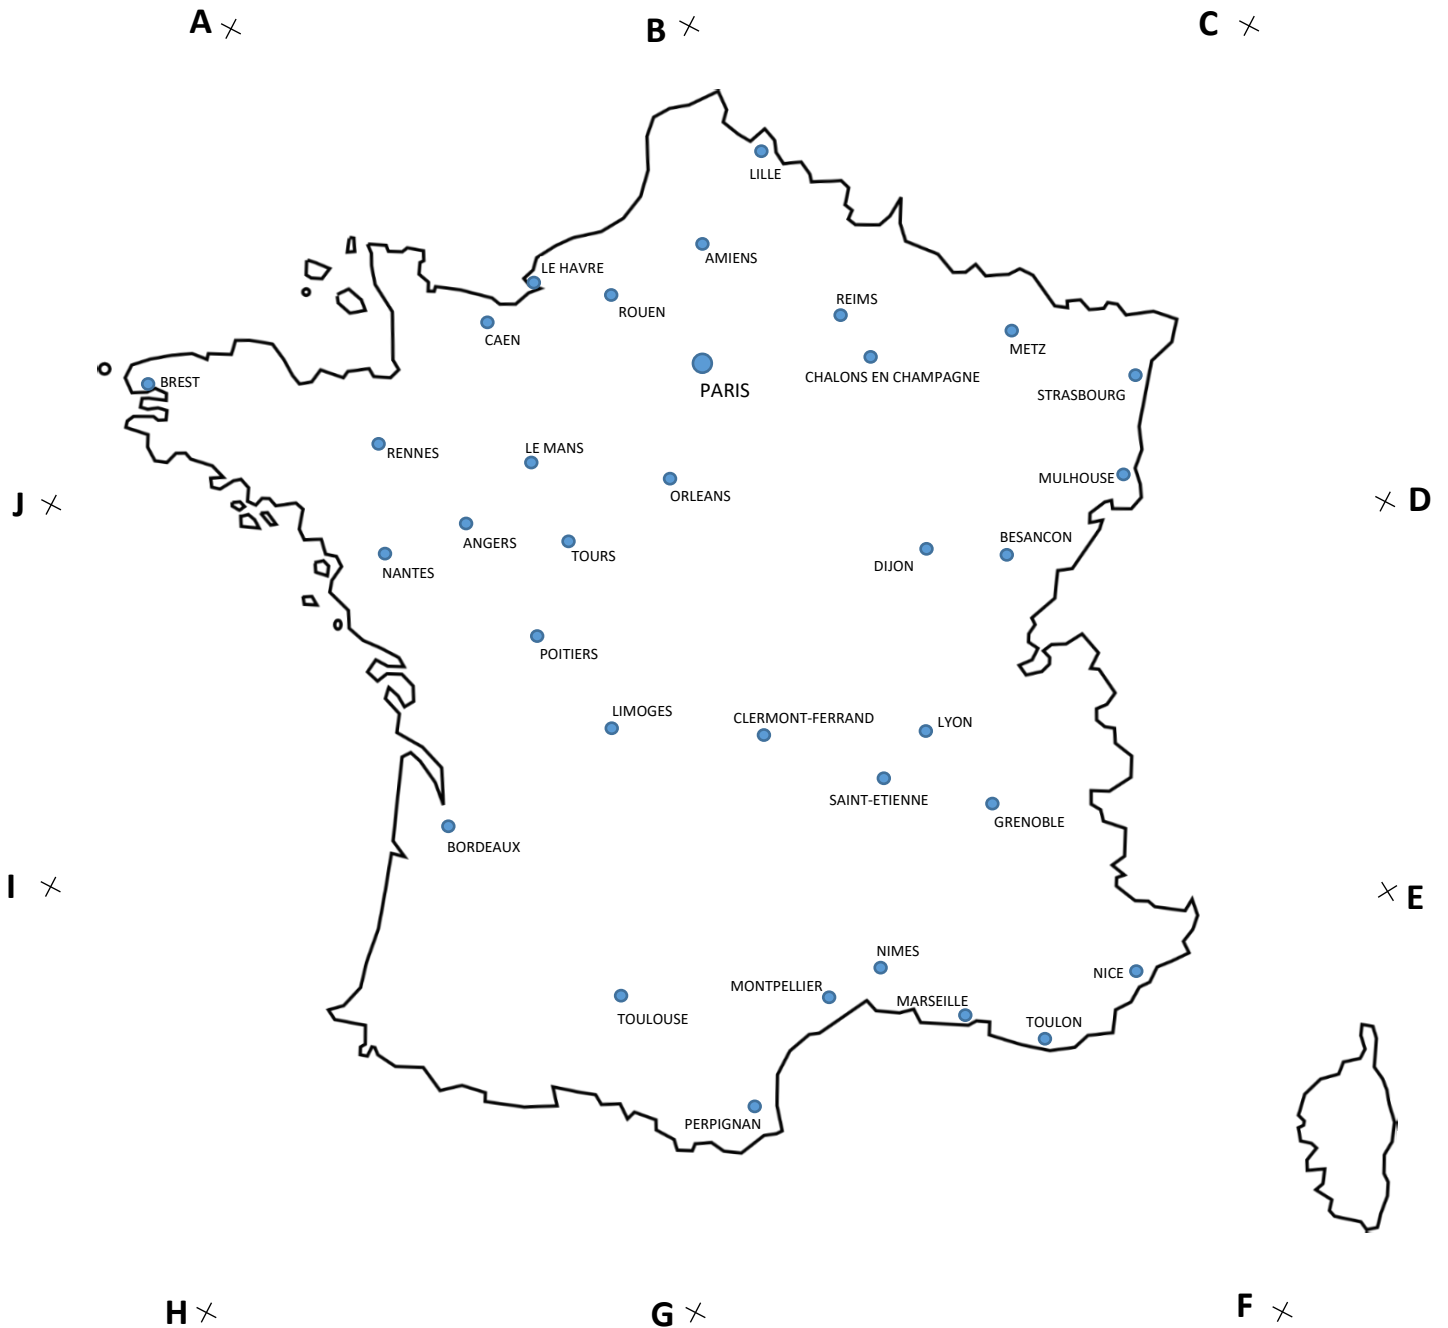 A
B
C
LILLE
AMIENS
LE HAVRE
ROUEN
REIMS
CAEN
METZ
CHALONS EN CHAMPAGNE
BREST
PARIS
STRASBOURG
RENNES
LE MANS
MULHOUSE
ORLEANS
J
D
ANGERS
BESANCON
TOURS
DIJON
NANTES
POITIERS
LIMOGES
CLERMONT-FERRAND
LYON
SAINT-ETIENNE
GRENOBLE
BORDEAUX
I
E
NIMES
NICE
MONTPELLIER
MARSEILLE
TOULOUSE
TOULON
PERPIGNAN
H
G
F